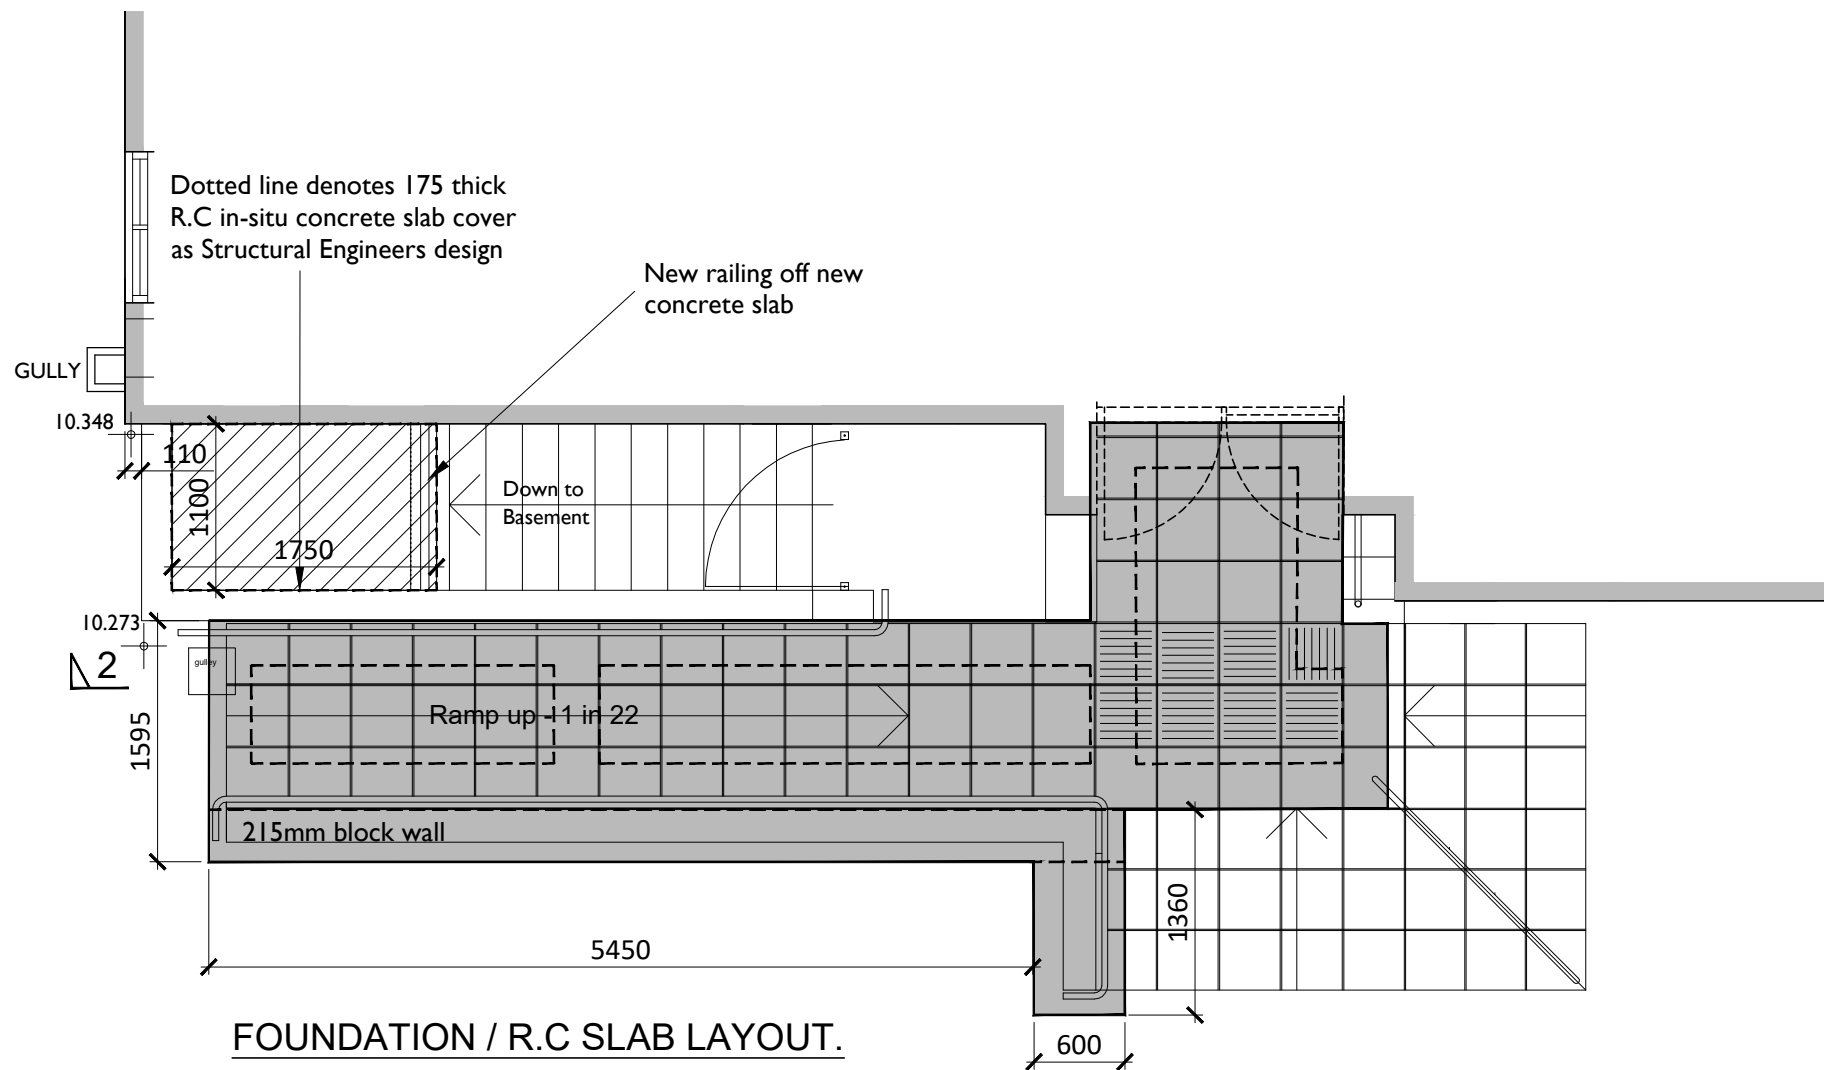 Dotted line denotes 175 thick
R.C in-situ concrete slab cover
as Structural Engineers design
New railing off new
concrete slab
GULLY
10.348
110
1100
1750
Down to
Basement
10.273
2
gulley
1595
Ramp up - 1 in 22
215mm block wall
1360
5450
600
FOUNDATION / R.C SLAB LAYOUT.